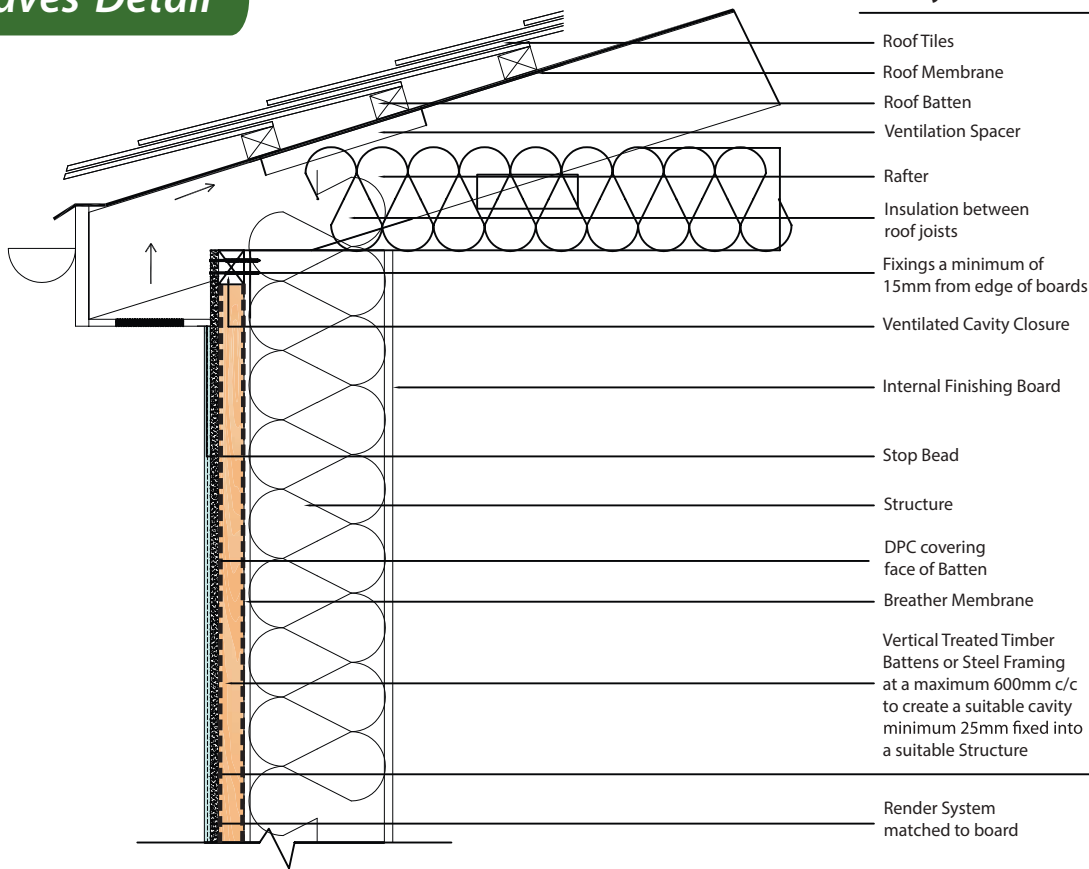 Detail
Roof Tiles
Roof Membrane
Roof Batten
Ventilation Spacer
Rafter
Insulation between
roof joists
Fixings a minimum of
15mm from edge of boards
Ventilated Cavity Closure
Internal Finishing Board
Stop Bead
Structure
DPC covering
face of Batten
Breather Membrane
Vertical Treated Timber
Battens or Steel Framing
at a maximum 600mm c/c
to create a suitable cavity
minimum 25mm fixed into
a suitable Structure
Render System
matched to board